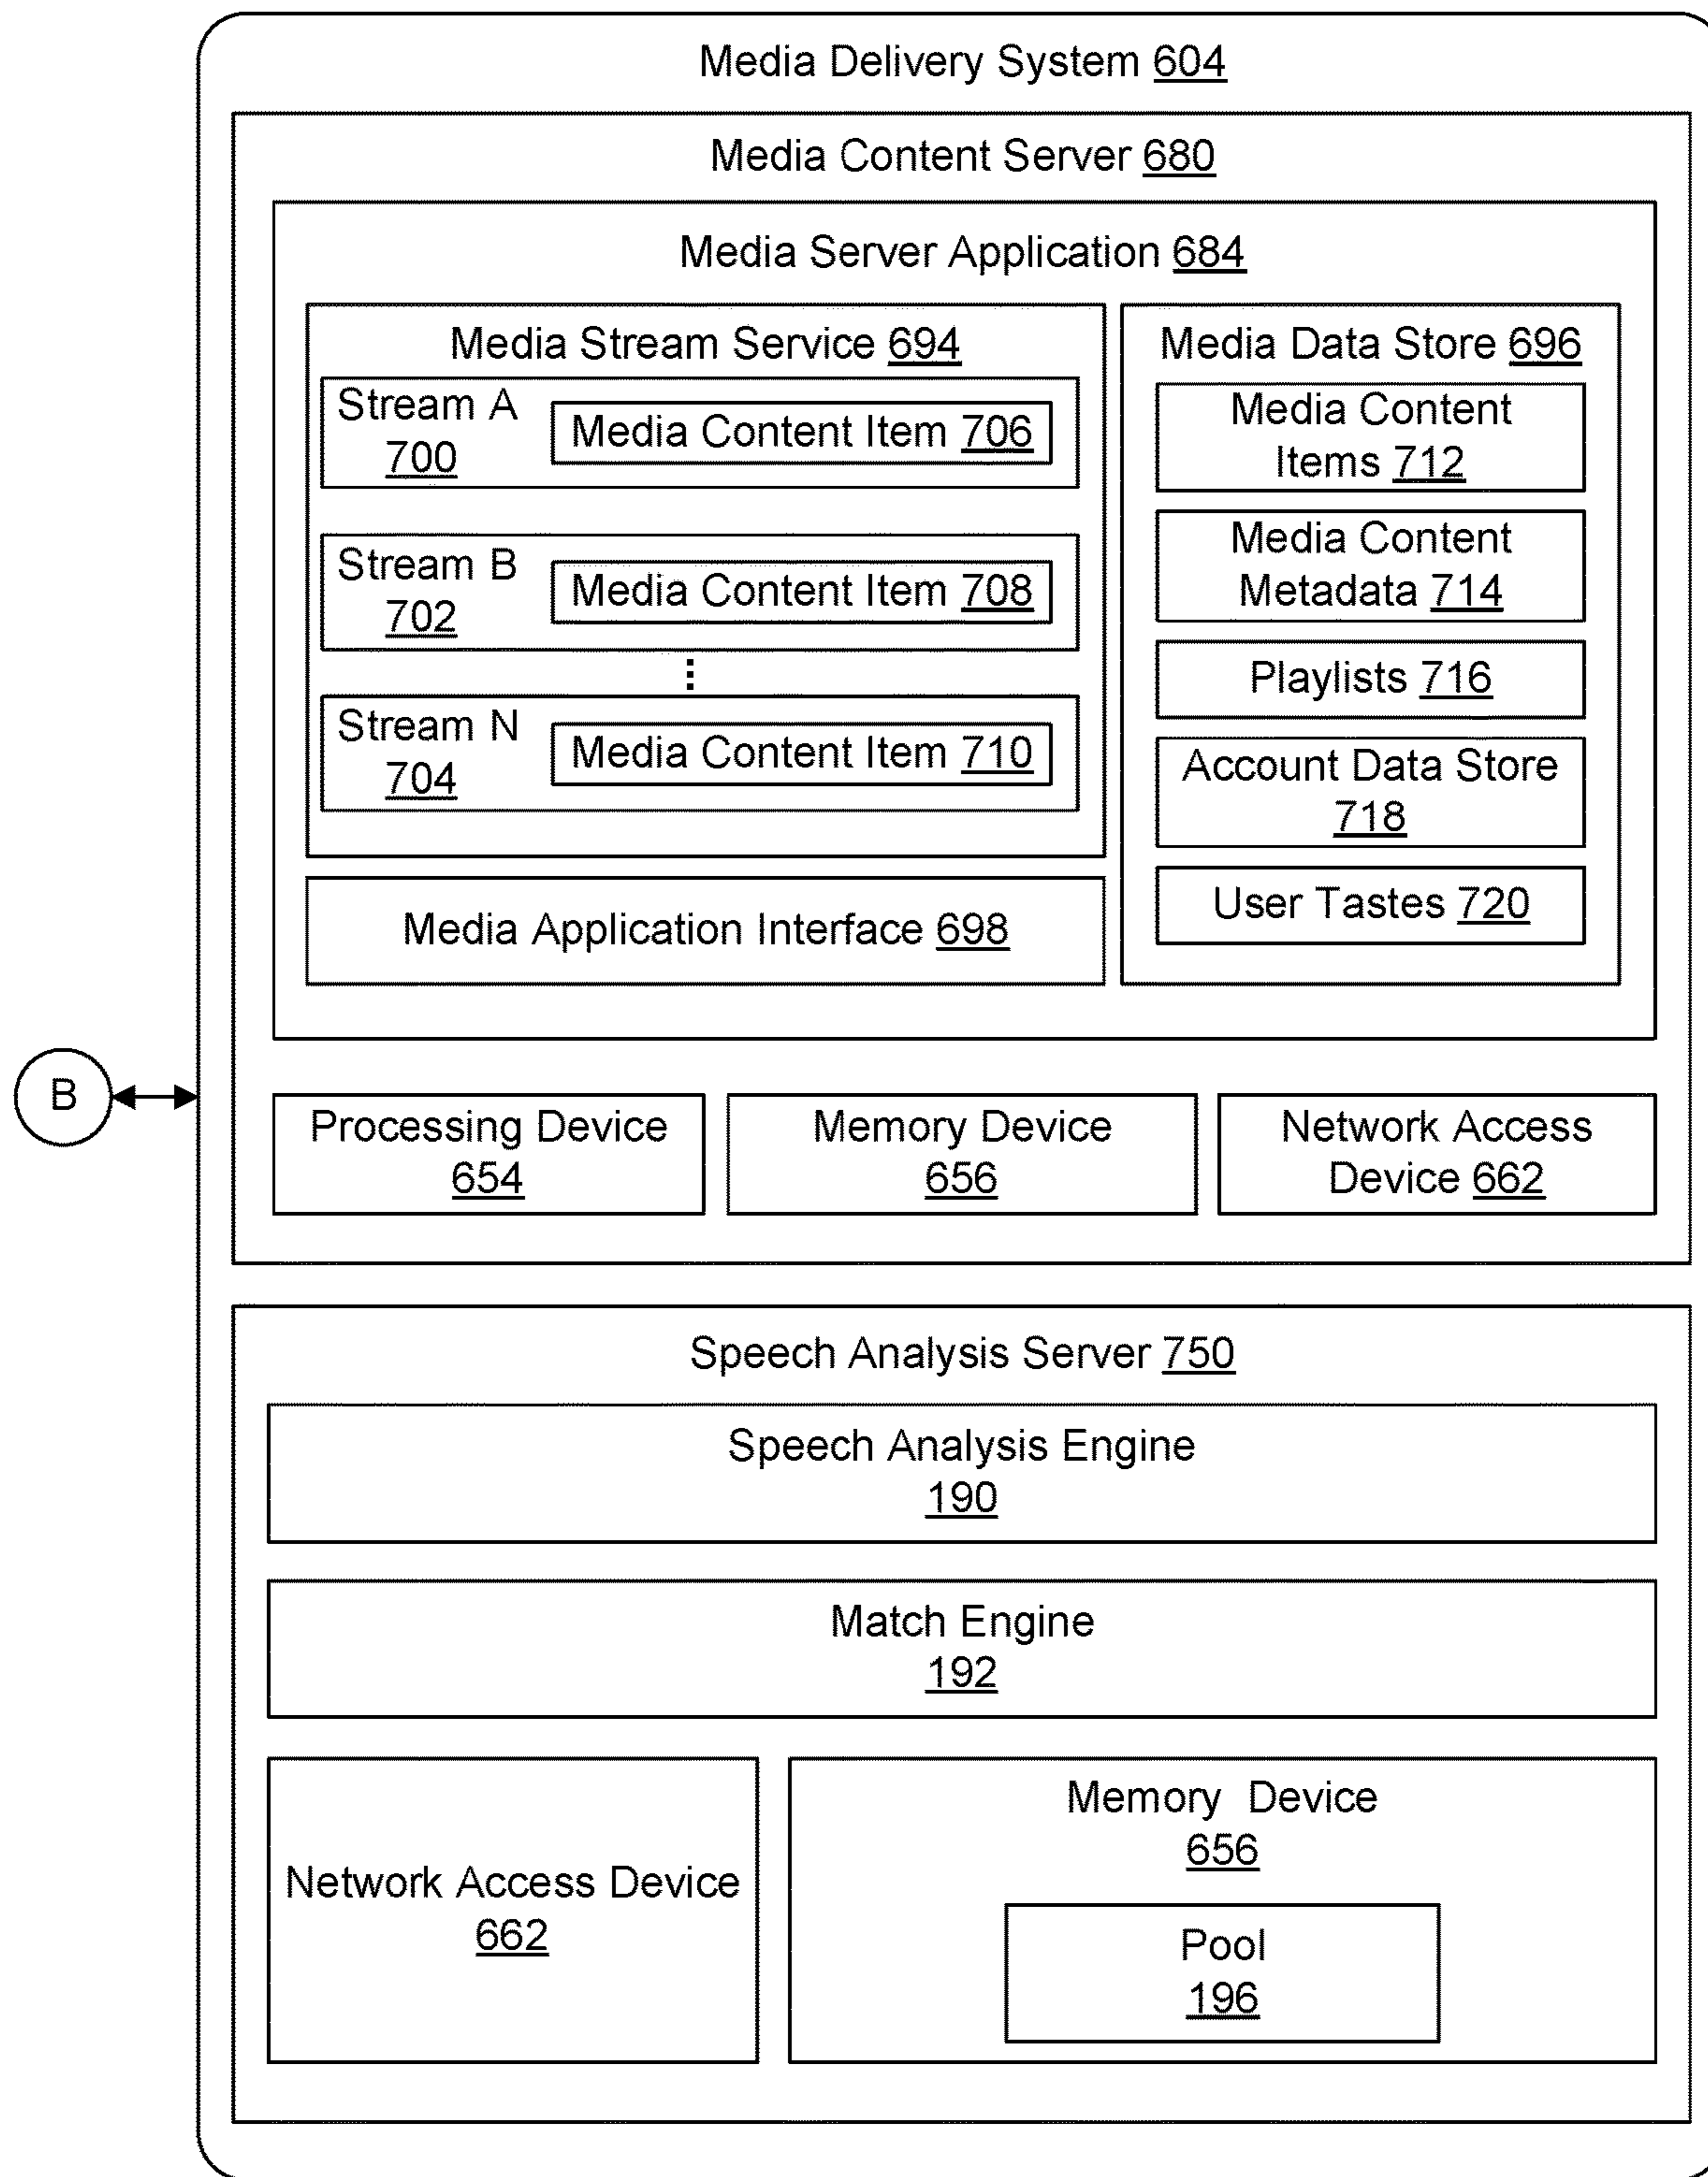 Media Delivery System 604
Media Content Server 680
Media Server Application 684
Media Stream Service 694
Stream A
700
Media Content Item 706
Stream B
702
Media Content Item 708
⋮
Stream N
704
Media Content Item 710
Media Application Interface 698
Media Data Store 696
Media Content
Items 712
Media Content
Metadata 714
Playlists 716
Account Data Store
718
User Tastes 720
B
Processing Device
654
Memory Device
656
Network Access
Device 662
Speech Analysis Server 750
Speech Analysis Engine
190
Match Engine
192
Network Access Device
662
Memory Device
656
Pool
196